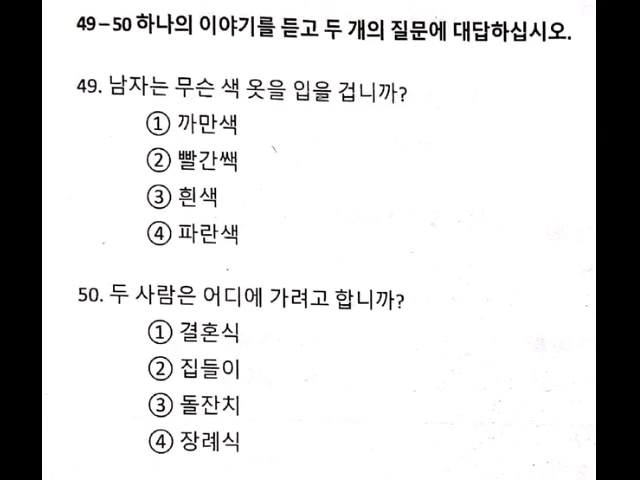 49 – 50 하나의 이야기를 듣고 두 개의 질문에 대답하십시오.
49. 남자는 무슨 색 옷을 입을 겁니까?
① 까만색
② 빨간쌕
③ 흰색
④ 파란색
50. 두 사람은 어디에 가려고 합니까?
① 결혼식
② 집들이
③ 돌잔치
④ 장례식